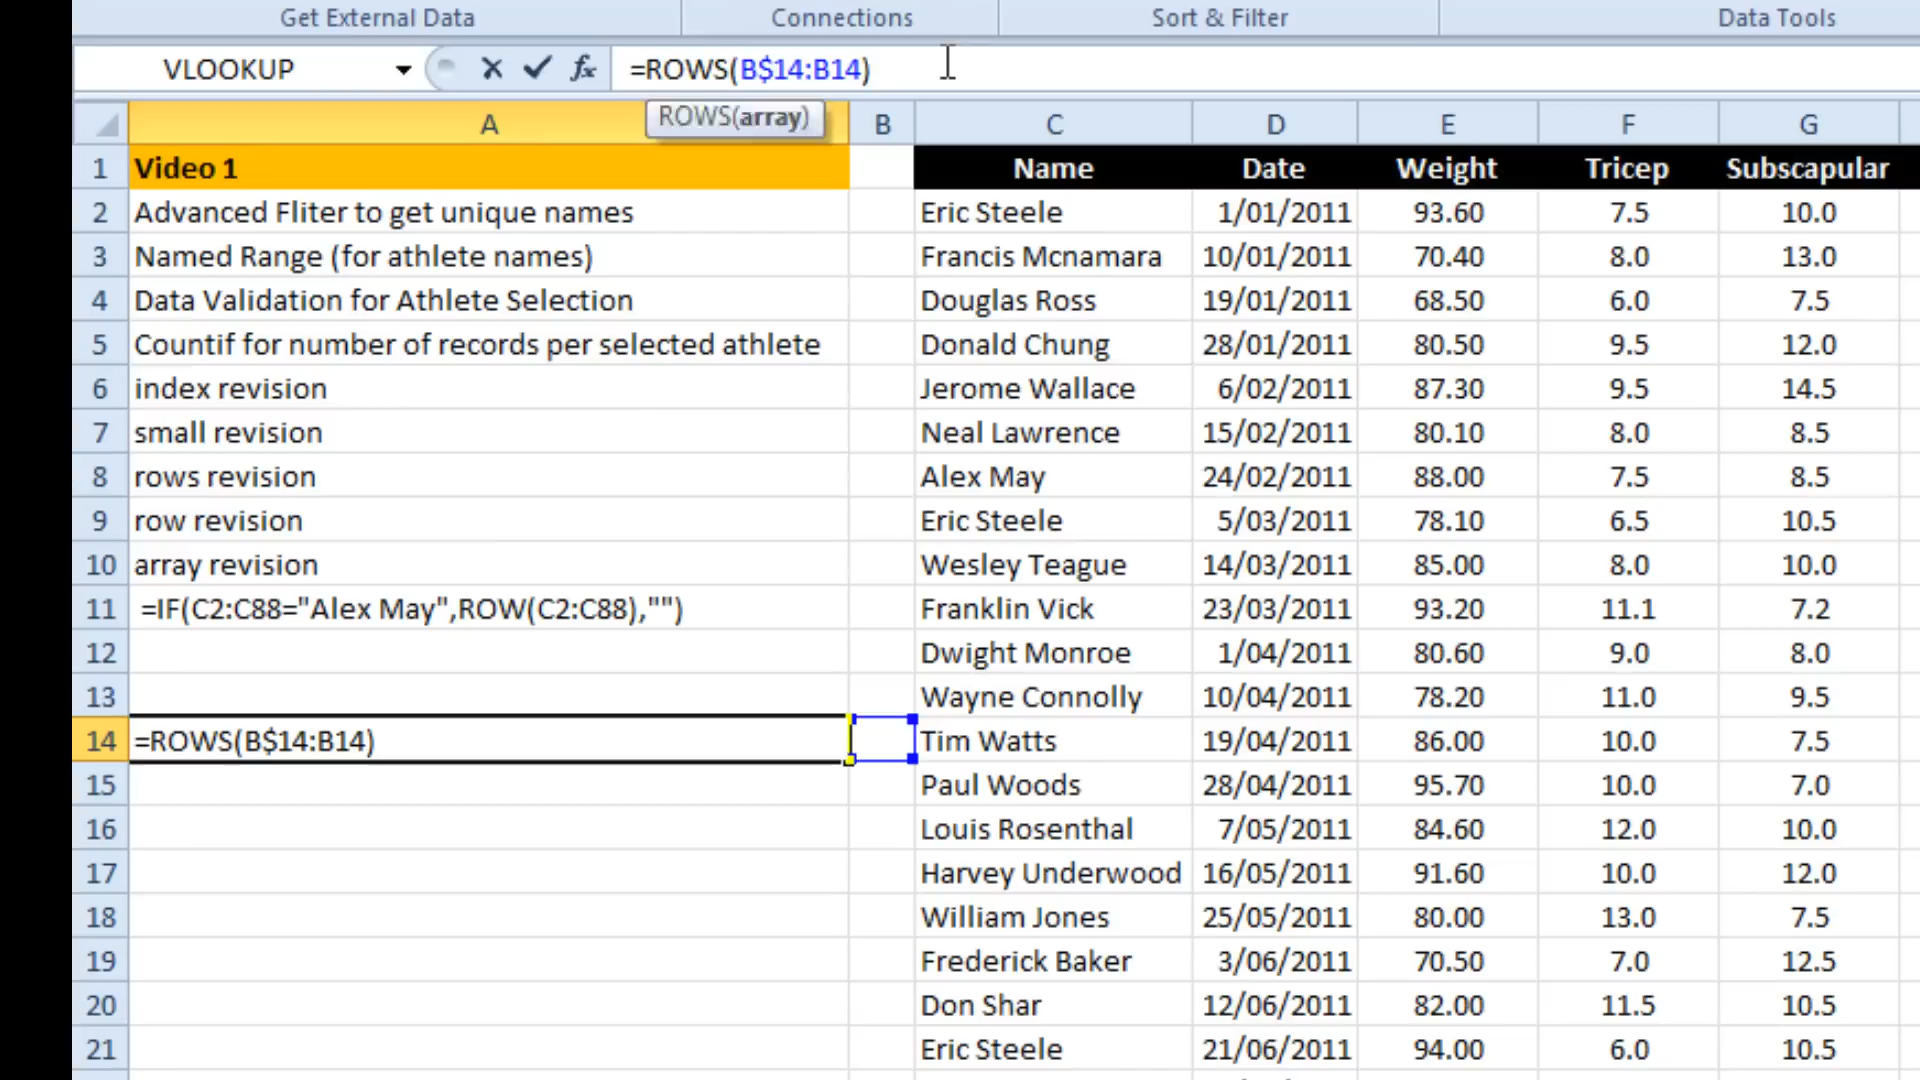 Get External Data Connections Sort & Filter Data Tools
VLOOKUP =ROWS(B$14:B14)
ROWS(array)
A B C D E F G
1 Video 1 Name Date Weight Tricep Subscapular
2 Advanced Fliter to get unique names Eric Steele 1/01/2011 93.60 7.5 10.0
3 Named Range (for athlete names) Francis Mcnamara 10/01/2011 70.40 8.0 13.0
4 Data Validation for Athlete Selection Douglas Ross 19/01/2011 68.50 6.0 7.5
5 Countif for number of records per selected athlete Donald Chung 28/01/2011 80.50 9.5 12.0
6 index revision Jerome Wallace 6/02/2011 87.30 9.5 14.5
7 small revision Neal Lawrence 15/02/2011 80.10 8.0 8.5
8 rows revision Alex May 24/02/2011 88.00 7.5 8.5
9 row revision Eric Steele 5/03/2011 78.10 6.5 10.5
10 array revision Wesley Teague 14/03/2011 85.00 8.0 10.0
11 =IF(C2:C88="Alex May",ROW(C2:C88),"") Franklin Vick 23/03/2011 93.20 11.1 7.2
12 Dwight Monroe 1/04/2011 80.60 9.0 8.0
13 Wayne Connolly 10/04/2011 78.20 11.0 9.5
14 =ROWS(B$14:B14) Tim Watts 19/04/2011 86.00 10.0 7.5
15 Paul Woods 28/04/2011 95.70 10.0 7.0
16 Louis Rosenthal 7/05/2011 84.60 12.0 10.0
17 Harvey Underwood 16/05/2011 91.60 10.0 12.0
18 William Jones 25/05/2011 80.00 13.0 7.5
19 Frederick Baker 3/06/2011 70.50 7.0 12.5
20 Don Shar 12/06/2011 82.00 11.5 10.5
21 Eric Steele 21/06/2011 94.00 6.0 10.5